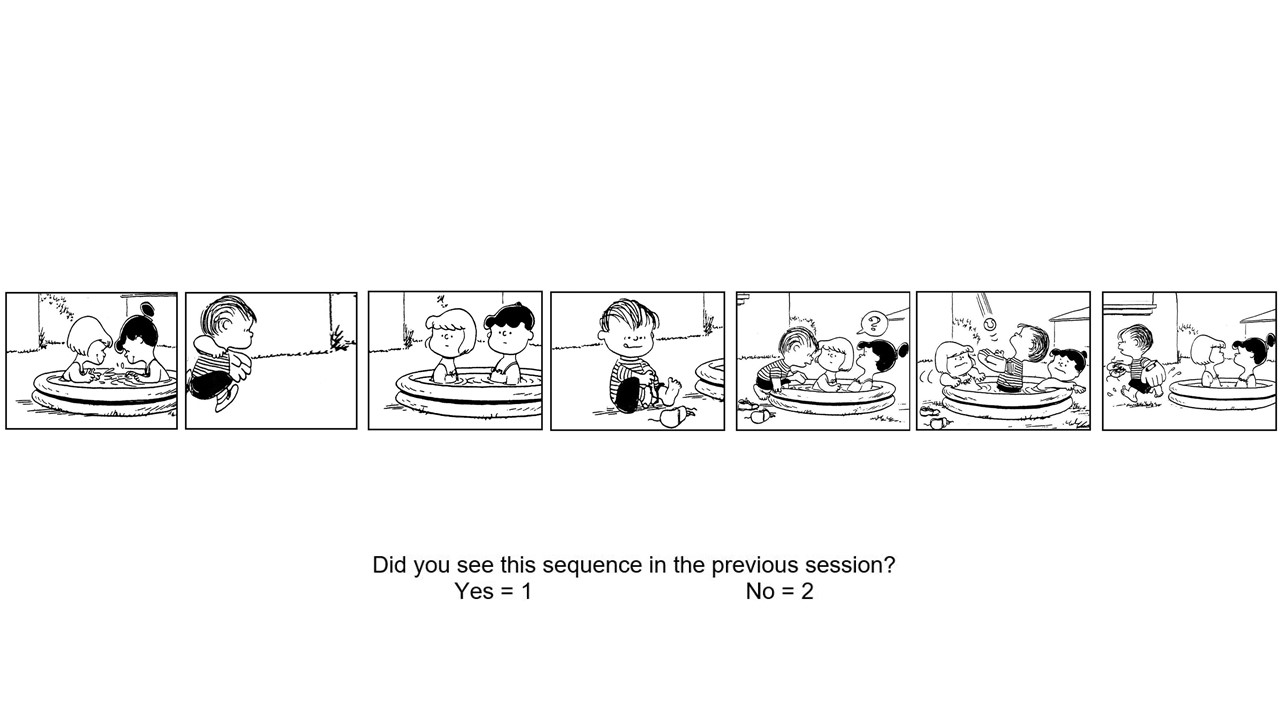 ?
Did you see this sequence in the previous session?
Yes = 1 No = 2